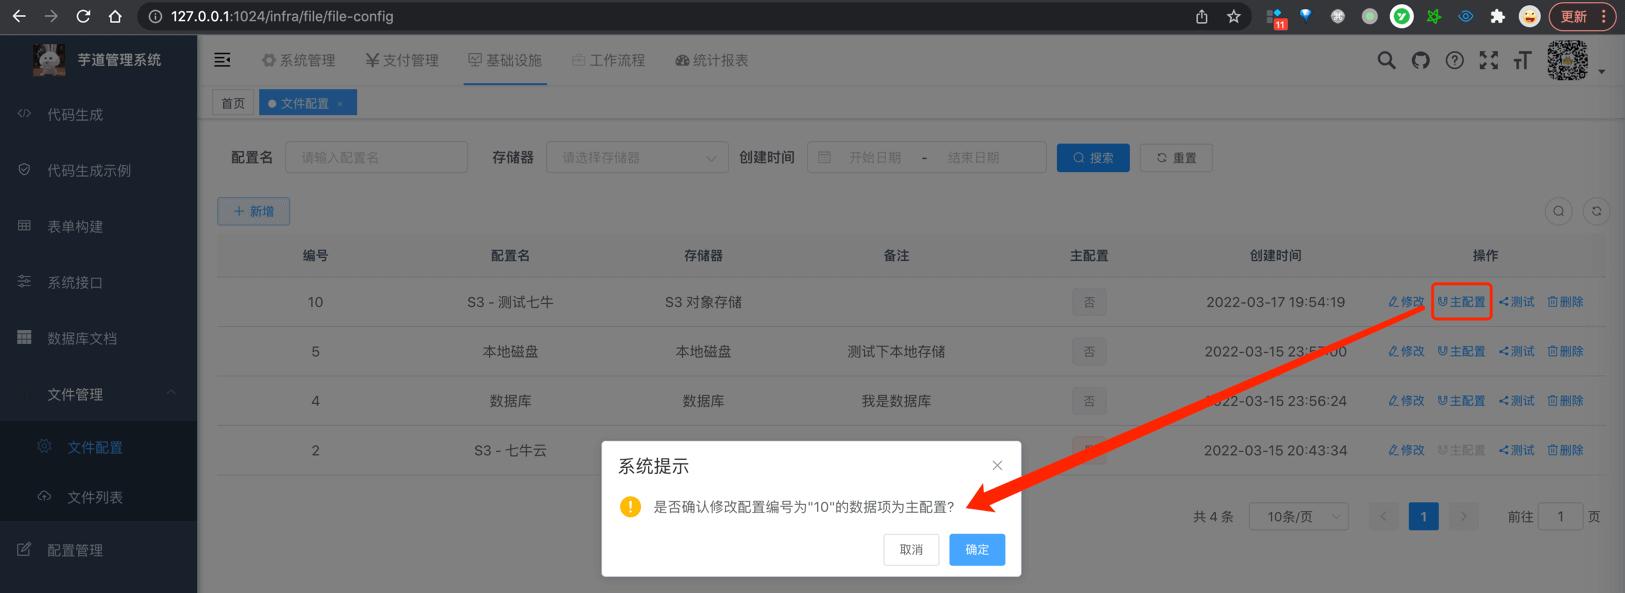 127.0.0.1:1024/infra/file/file-config
11
更新
芋道管理系统
系统管理
支付管理
基础设施
工作流程
统计报表
首页
文件配置 ×
代码生成
代码生成示例
表单构建
系统接口
数据库文档
文件管理
文件配置
文件列表
配置管理
配置名 请输入配置名 存储器 请选择存储器 创建时间 开始日期 - 结束日期 搜索 重置
+ 新增
编号 配置名 存储器 备注 主配置 创建时间 操作
10 S3 - 测试七牛 S3 对象存储 否 2022-03-17 19:54:19 修改 主配置 测试 删除
5 本地磁盘 本地磁盘 测试下本地存储 否 2022-03-15 23:57:00 修改 主配置 测试 删除
4 数据库 数据库 我是数据库 否 2022-03-15 23:56:24 修改 主配置 测试 删除
2 S3 - 七牛云 2022-03-15 20:43:34 修改 主配置 测试 删除
共 4 条 10条/页 < 1 > 前往 1 页
系统提示
是否确认修改配置编号为"10"的数据项为主配置?
取消 确定